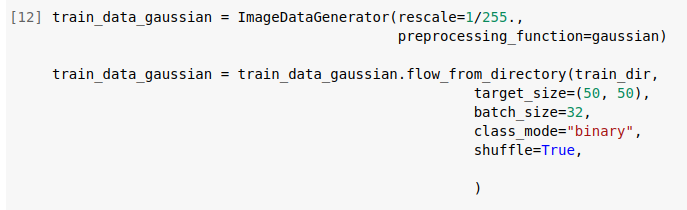 [12] train_data_gaussian = ImageDataGenerator(rescale=1/255.,
preprocessing_function=gaussian)
train_data_gaussian = train_data_gaussian.flow_from_directory(train_dir,
target_size=(50, 50),
batch_size=32,
class_mode="binary",
shuffle=True,
)